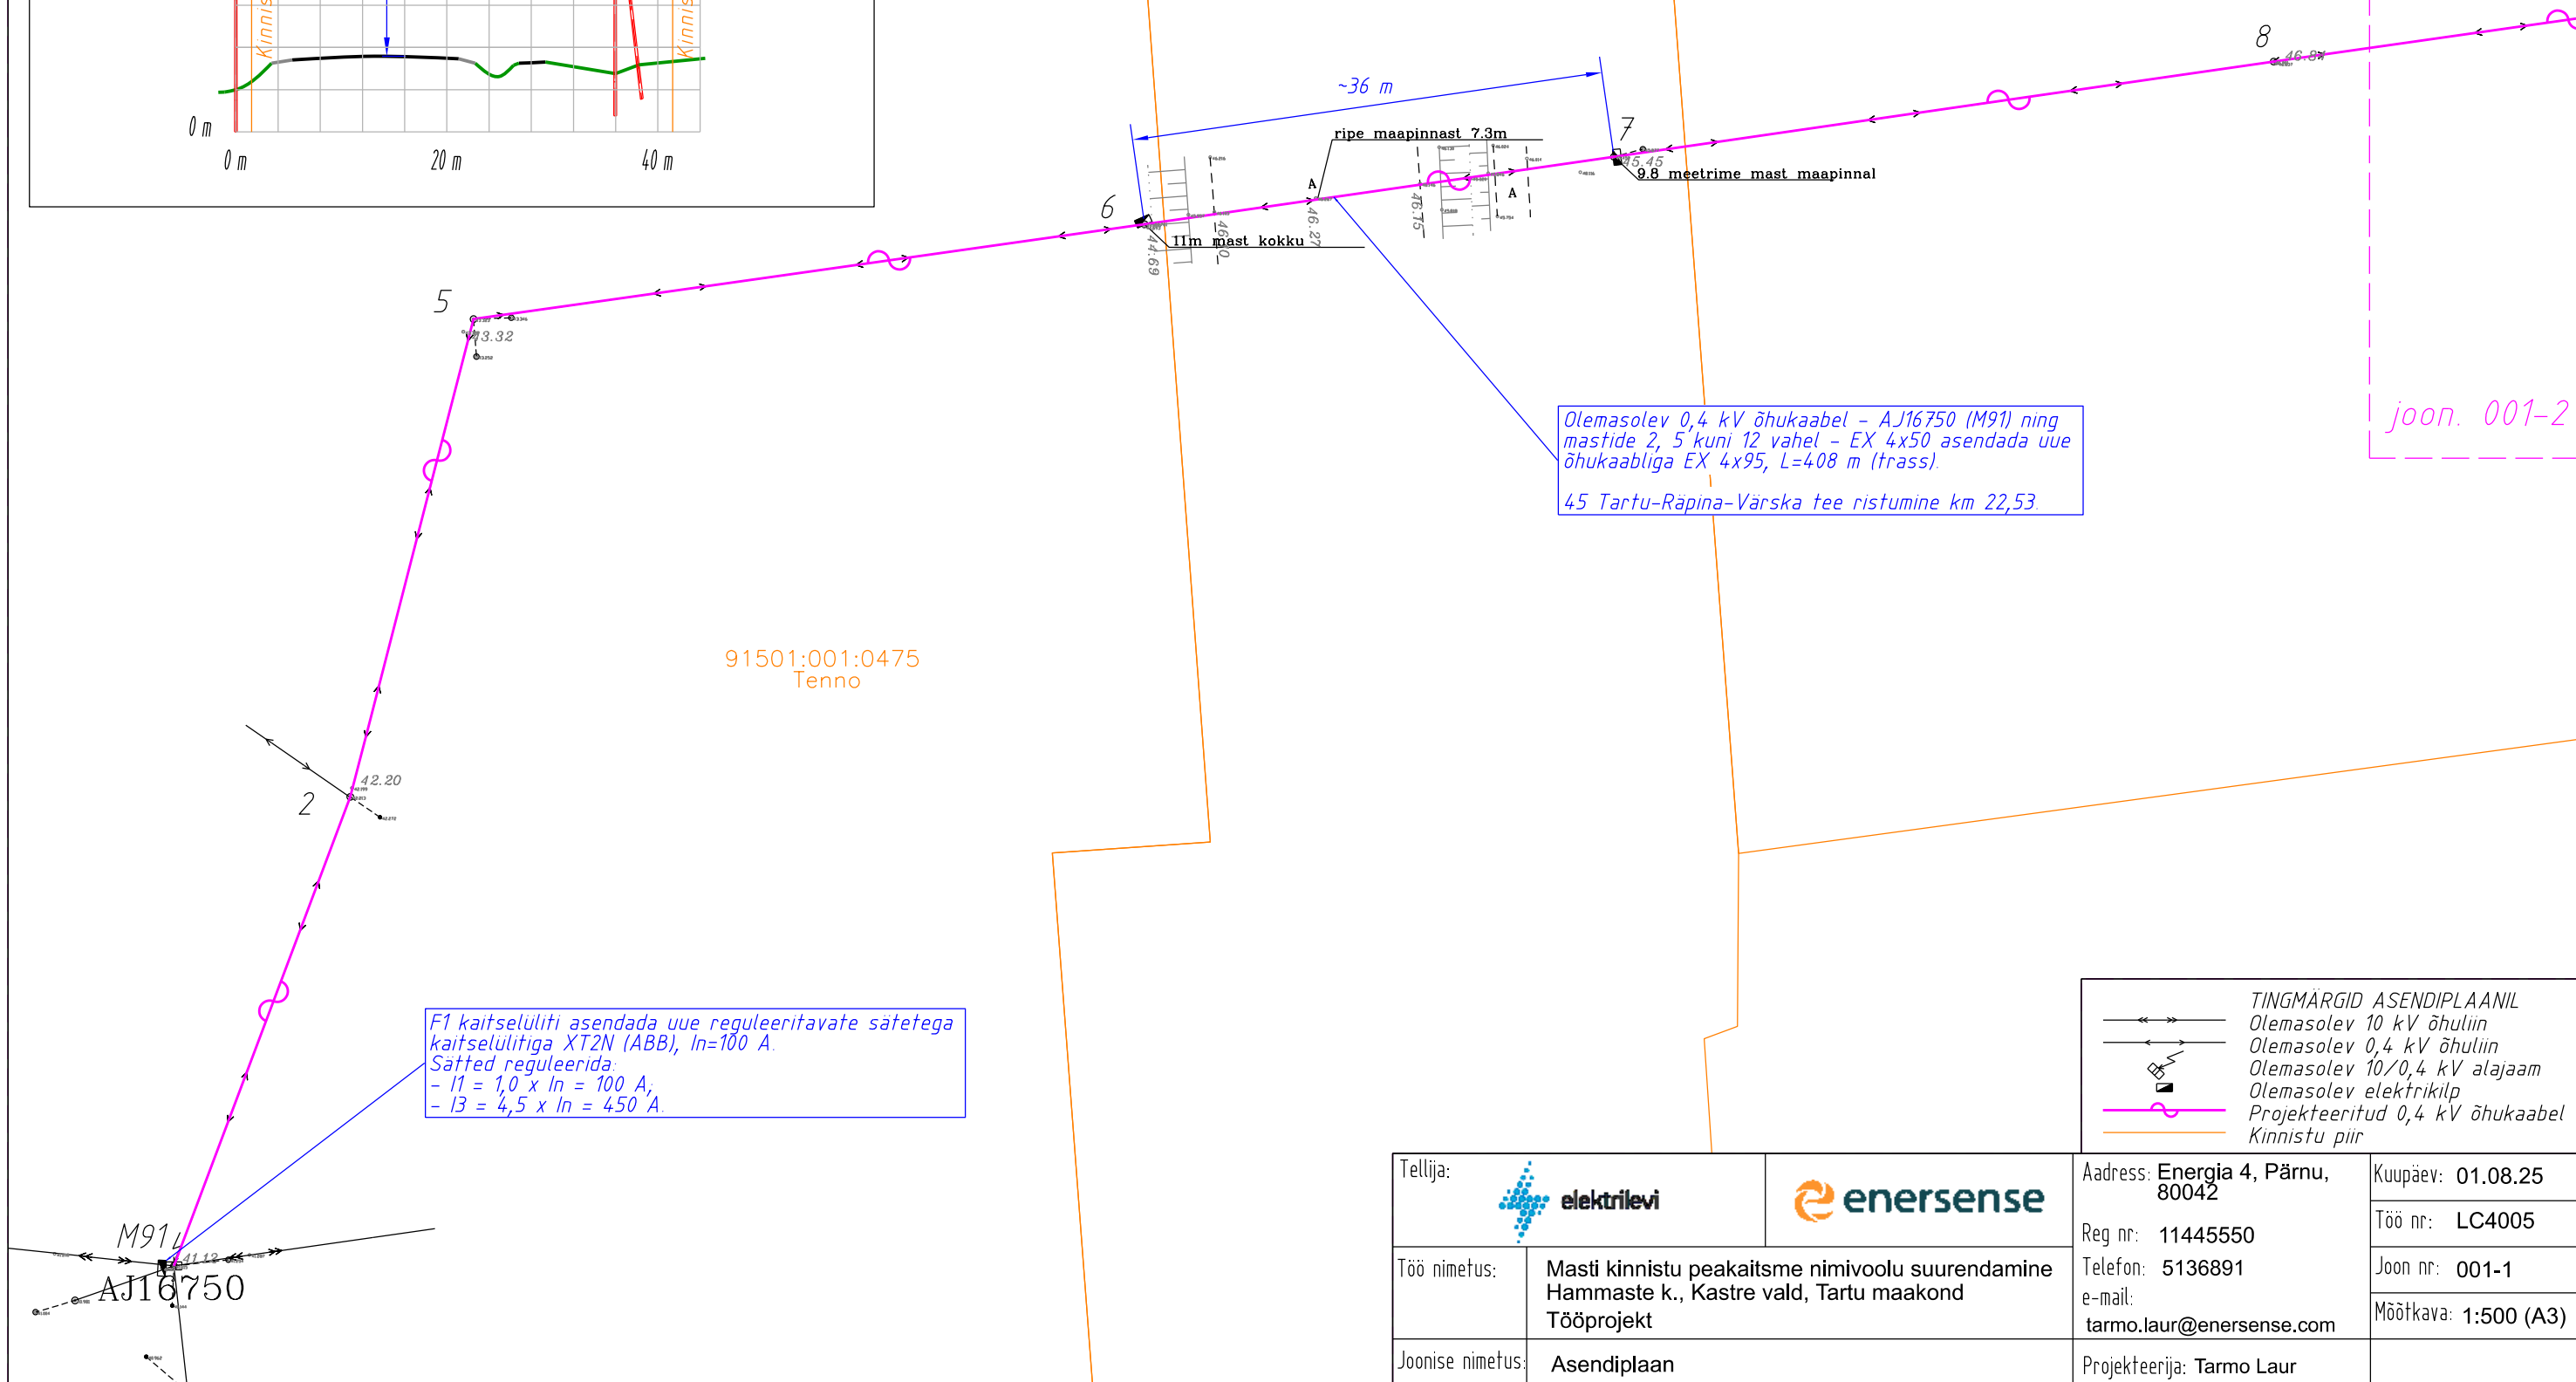 Kinnis
Kinnis
0 m
0 m
20 m
40 m
~36 m
ripe maapinnast 7.3m
A
A
6
7
8
46.81
45.45
9.8 meetrime mast maapinnal
11m mast kokku
44.69
46.27
46.15
5
43.32
Olemasolev 0,4 kV õhukaabel - AJ16750 (M91) ning
mastide 2, 5 kuni 12 vahel - EX 4x50 asendada uue
õhukaabliga EX 4x95, L=408 m (trass).
45 Tartu-Räpina-Värska tee ristumine km 22,53.
joon. 001-2
91501:001:0475
Tenno
42.20
2
F1 kaitselüliti asendada uue reguleeritavate sätetega
kaitselülitiga XT2N (ABB), In=100 A.
Sätted reguleerida:
- I1 = 1,0 x In = 100 A;
- I3 = 4,5 x In = 450 A.
M91
41.12
AJ16750
TINGMÄRGID ASENDIPLAANIL
Olemasolev 10 kV õhuliin
Olemasolev 0,4 kV õhuliin
Olemasolev 10/0,4 kV alajaam
Olemasolev elektrikilp
Projekteeritud 0,4 kV õhukaabel
Kinnistu piir
Tellija:
elektrilevi
enersense
Aadress: Energia 4, Pärnu,
80042
Reg nr: 11445550
Telefon: 5136891
e-mail:
tarmo.laur@enersense.com
Kuupäev: 01.08.25
Töö nr: LC4005
Joon nr: 001-1
Mõõtkava: 1:500 (A3)
Töö nimetus:
Masti kinnistu peakaitsme nimivoolu suurendamine
Hammaste k., Kastre vald, Tartu maakond
Tööprojekt
Joonise nimetus:
Asendiplaan
Projekteerija: Tarmo Laur